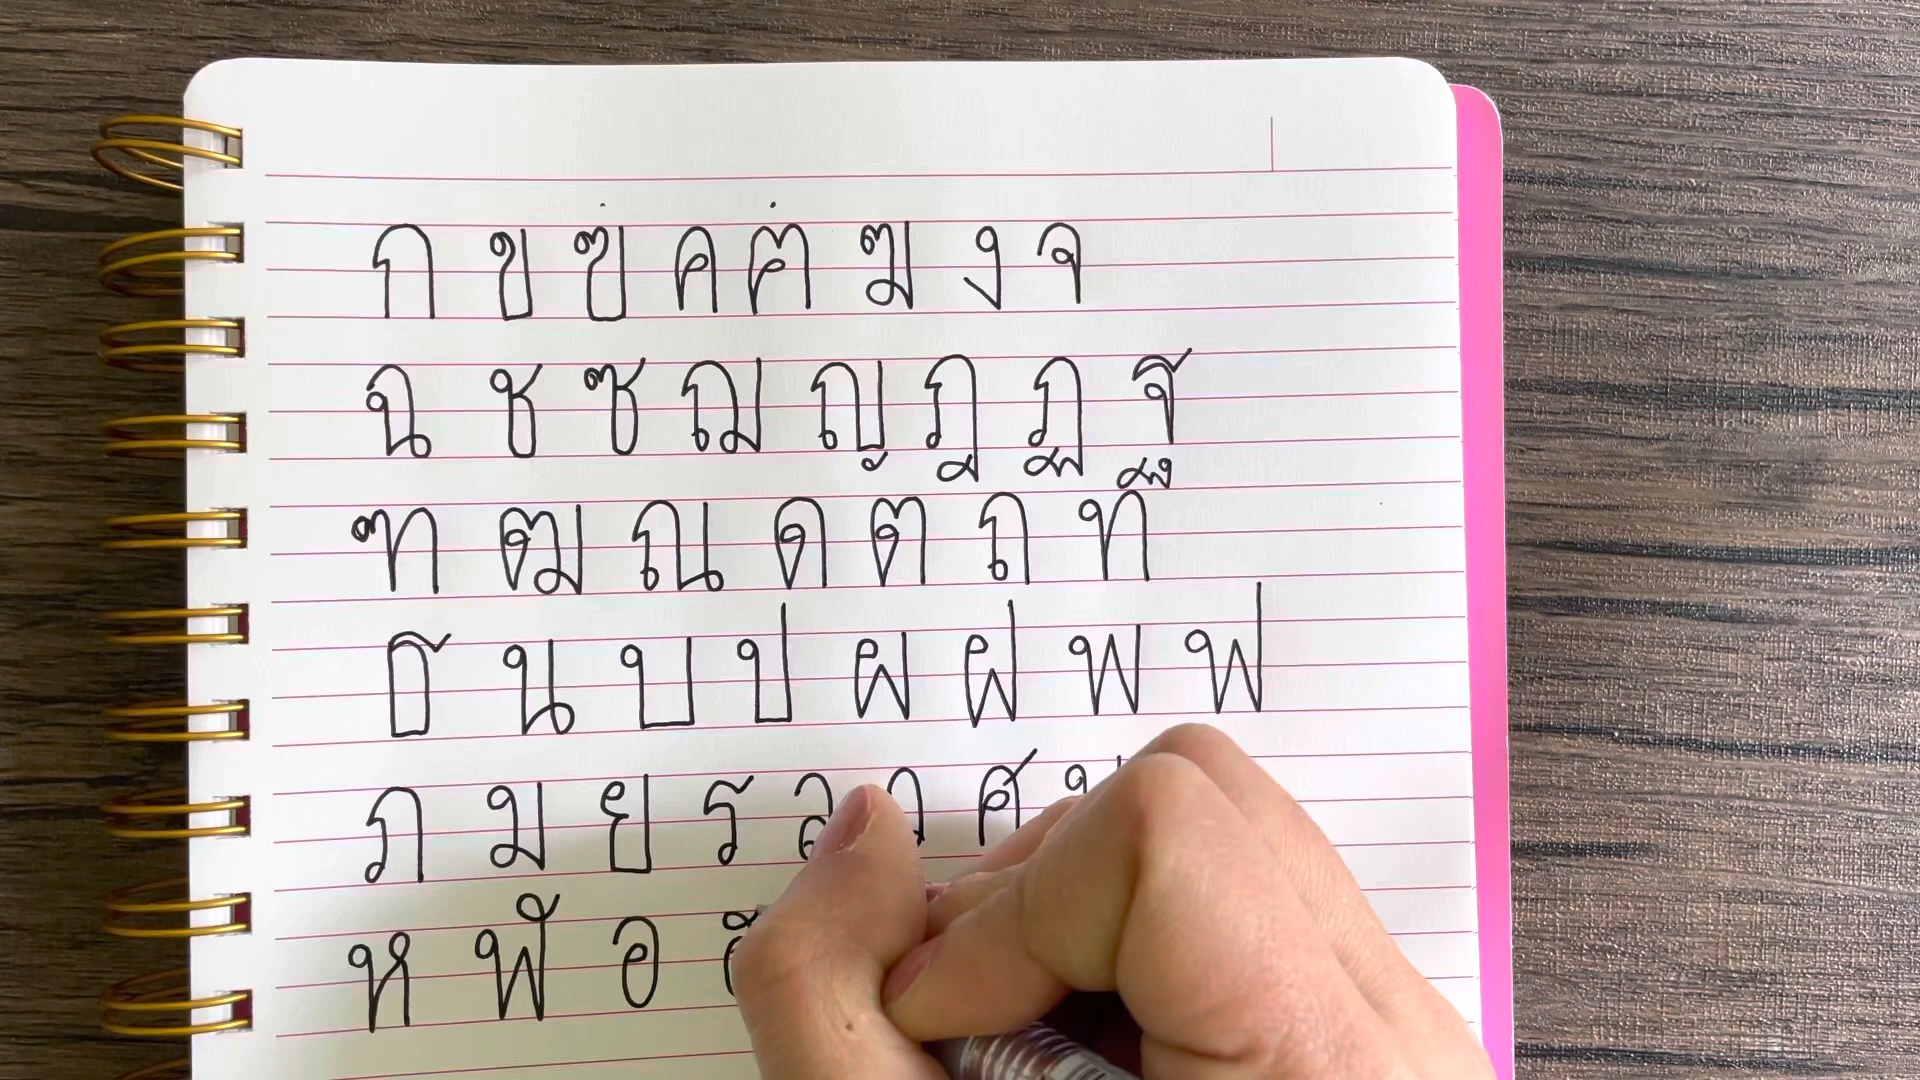 ก ข ฃ ค ฅ ฆ ง จ
ฉ ช ซ ฌ ญ ฎ ฏ ฐ
ฑ ฒ ณ ด ต ถ ท
ธ น บ ป ผ ฝ พ ฟ
ภ ม ย ร ล ว ศ
ห ฬ อ